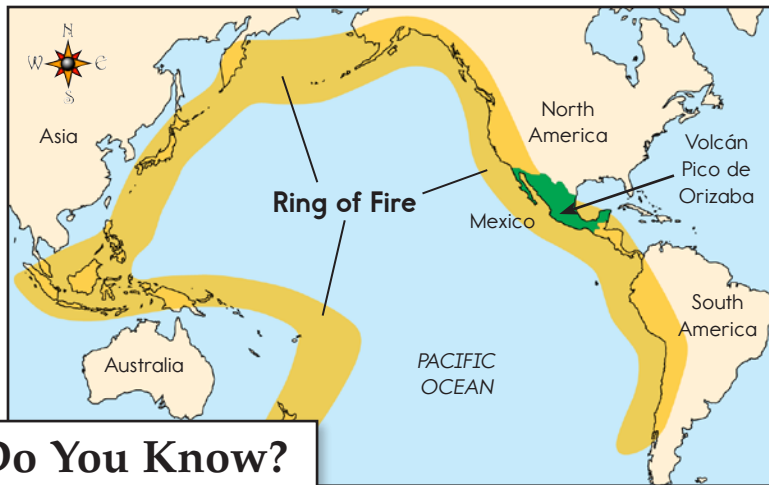 N
W E
S
Asia
North
America
Volcán
Pico de
Orizaba
Ring of Fire
Mexico
South
America
Australia
PACIFIC
OCEAN
Do You Know?